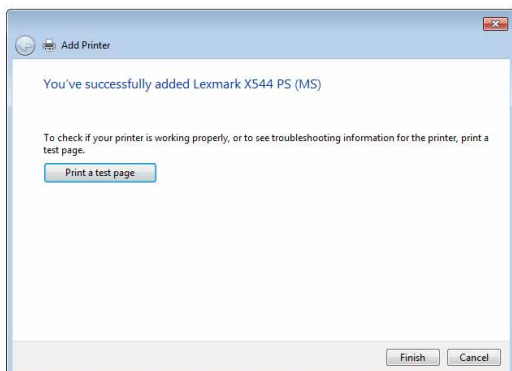 Add Printer
You've successfully added Lexmark X544 PS (MS)
To check if your printer is working properly, or to see troubleshooting information for the printer, print a
test page.
Print a test page
Finish Cancel